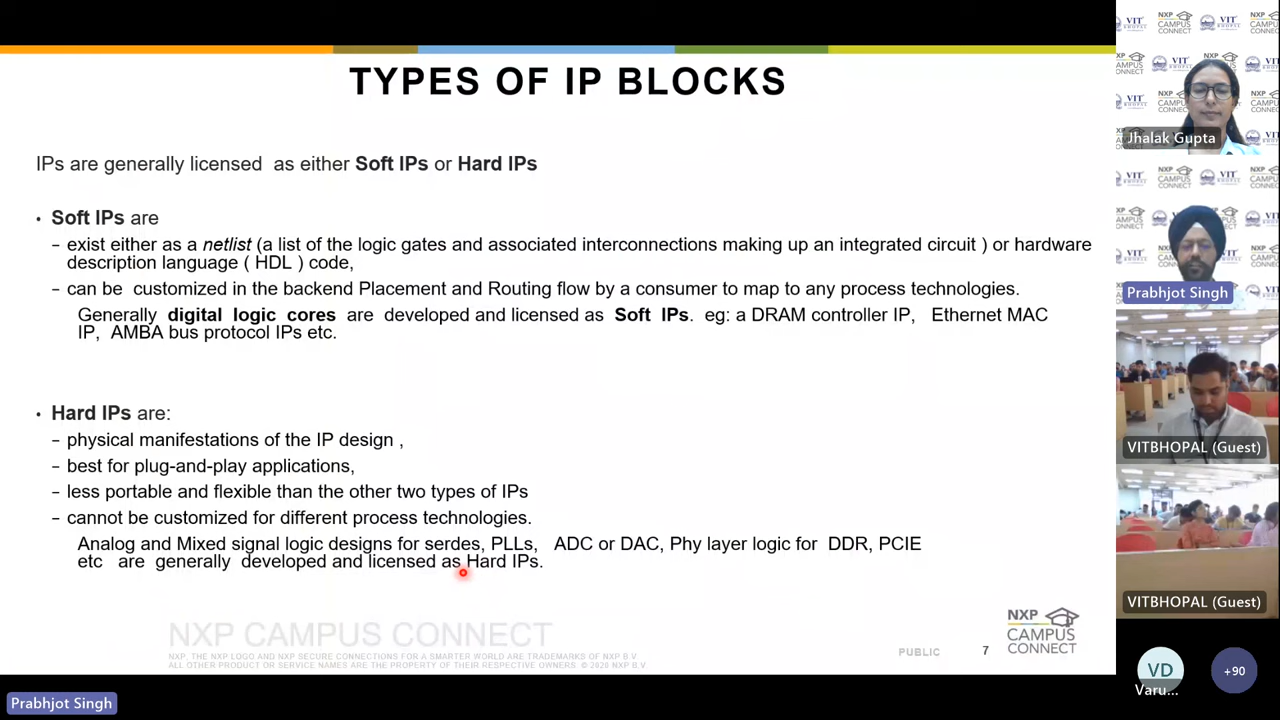 TYPES OF IP BLOCKS
IPs are generally licensed as either Soft IPs or Hard IPs
• Soft IPs are
– exist either as a netlist (a list of the logic gates and associated interconnections making up an integrated circuit ) or hardware
description language ( HDL ) code,
– can be customized in the backend Placement and Routing flow by a consumer to map to any process technologies.
Generally digital logic cores are developed and licensed as Soft IPs. eg: a DRAM controller IP, Ethernet MAC
IP, AMBA bus protocol IPs etc.
• Hard IPs are:
– physical manifestations of the IP design ,
– best for plug-and-play applications,
– less portable and flexible than the other two types of IPs
– cannot be customized for different process technologies.
Analog and Mixed signal logic designs for serdes, PLLs, ADC or DAC, Phy layer logic for DDR, PCIE
etc are generally developed and licensed as Hard IPs.
NXP CAMPUS CONNECT
NXP, THE NXP LOGO AND NXP SECURE CONNECTIONS FOR A SMARTER WORLD ARE TRADEMARKS OF NXP B.V.
ALL OTHER PRODUCT OR SERVICE NAMES ARE THE PROPERTY OF THEIR RESPECTIVE OWNERS. © 2020 NXP B.V.
PUBLIC
7
NXP
CAMPUS
CONNECT
Prabhjot Singh
Jhalak Gupta
Prabhjot Singh
VITBHOPAL (Guest)
VITBHOPAL (Guest)
VD
Varu...
+90